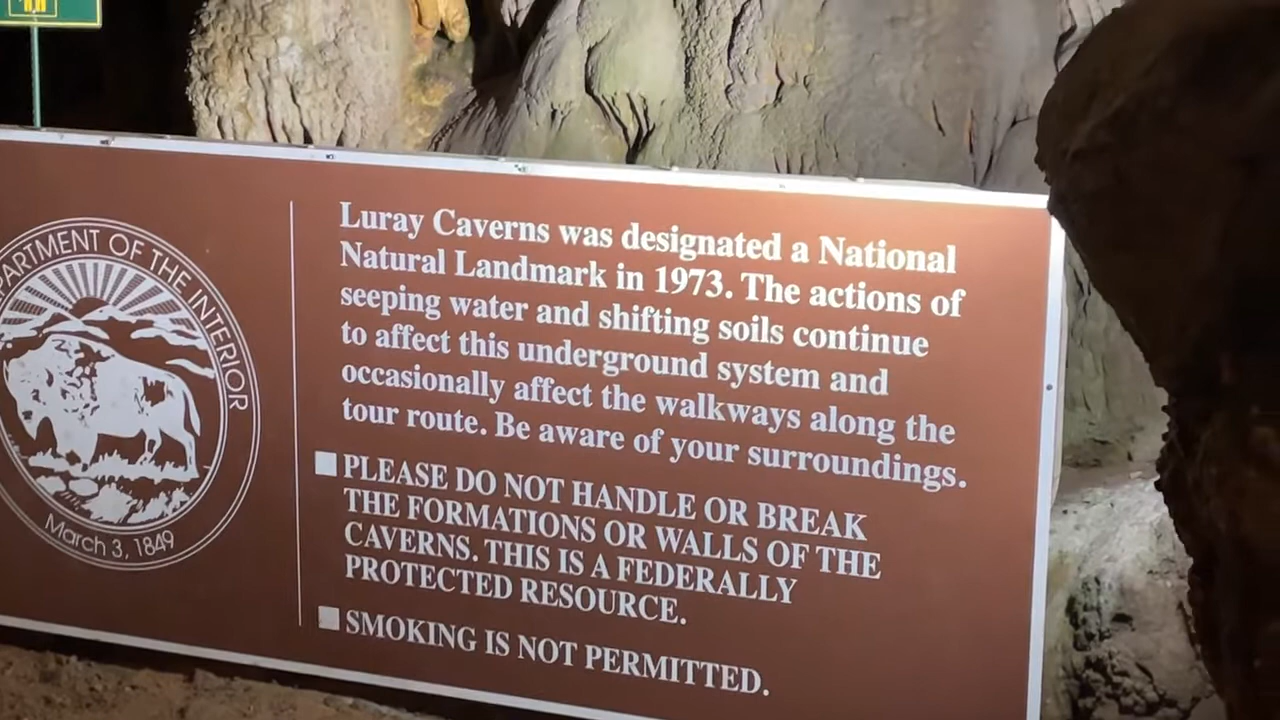 PARTMENT OF THE INTERIOR
March 3, 1849
Luray Caverns was designated a National
Natural Landmark in 1973. The actions of
seeping water and shifting soils continue
to affect this underground system and
occasionally affect the walkways along the
tour route. Be aware of your surroundings.
PLEASE DO NOT HANDLE OR BREAK
THE FORMATIONS OR WALLS OF THE
CAVERNS. THIS IS A FEDERALLY
PROTECTED RESOURCE.
SMOKING IS NOT PERMITTED.